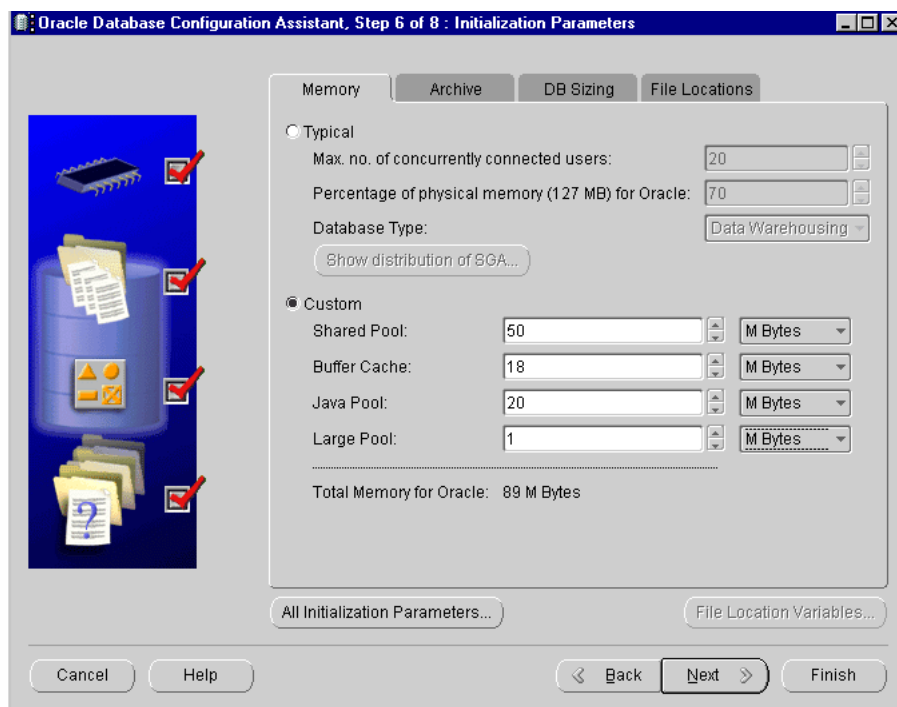 Oracle Database Configuration Assistant, Step 6 of 8 : Initialization Parameters
Memory Archive DB Sizing File Locations
Typical
Max. no. of concurrently connected users: 20
Percentage of physical memory (127 MB) for Oracle: 70
Database Type: Data Warehousing
Show distribution of SGA...
Custom
Shared Pool: 50 M Bytes
Buffer Cache: 18 M Bytes
Java Pool: 20 M Bytes
Large Pool: 1 M Bytes
Total Memory for Oracle: 89 M Bytes
All Initialization Parameters... File Location Variables...
Cancel Help Back Next Finish